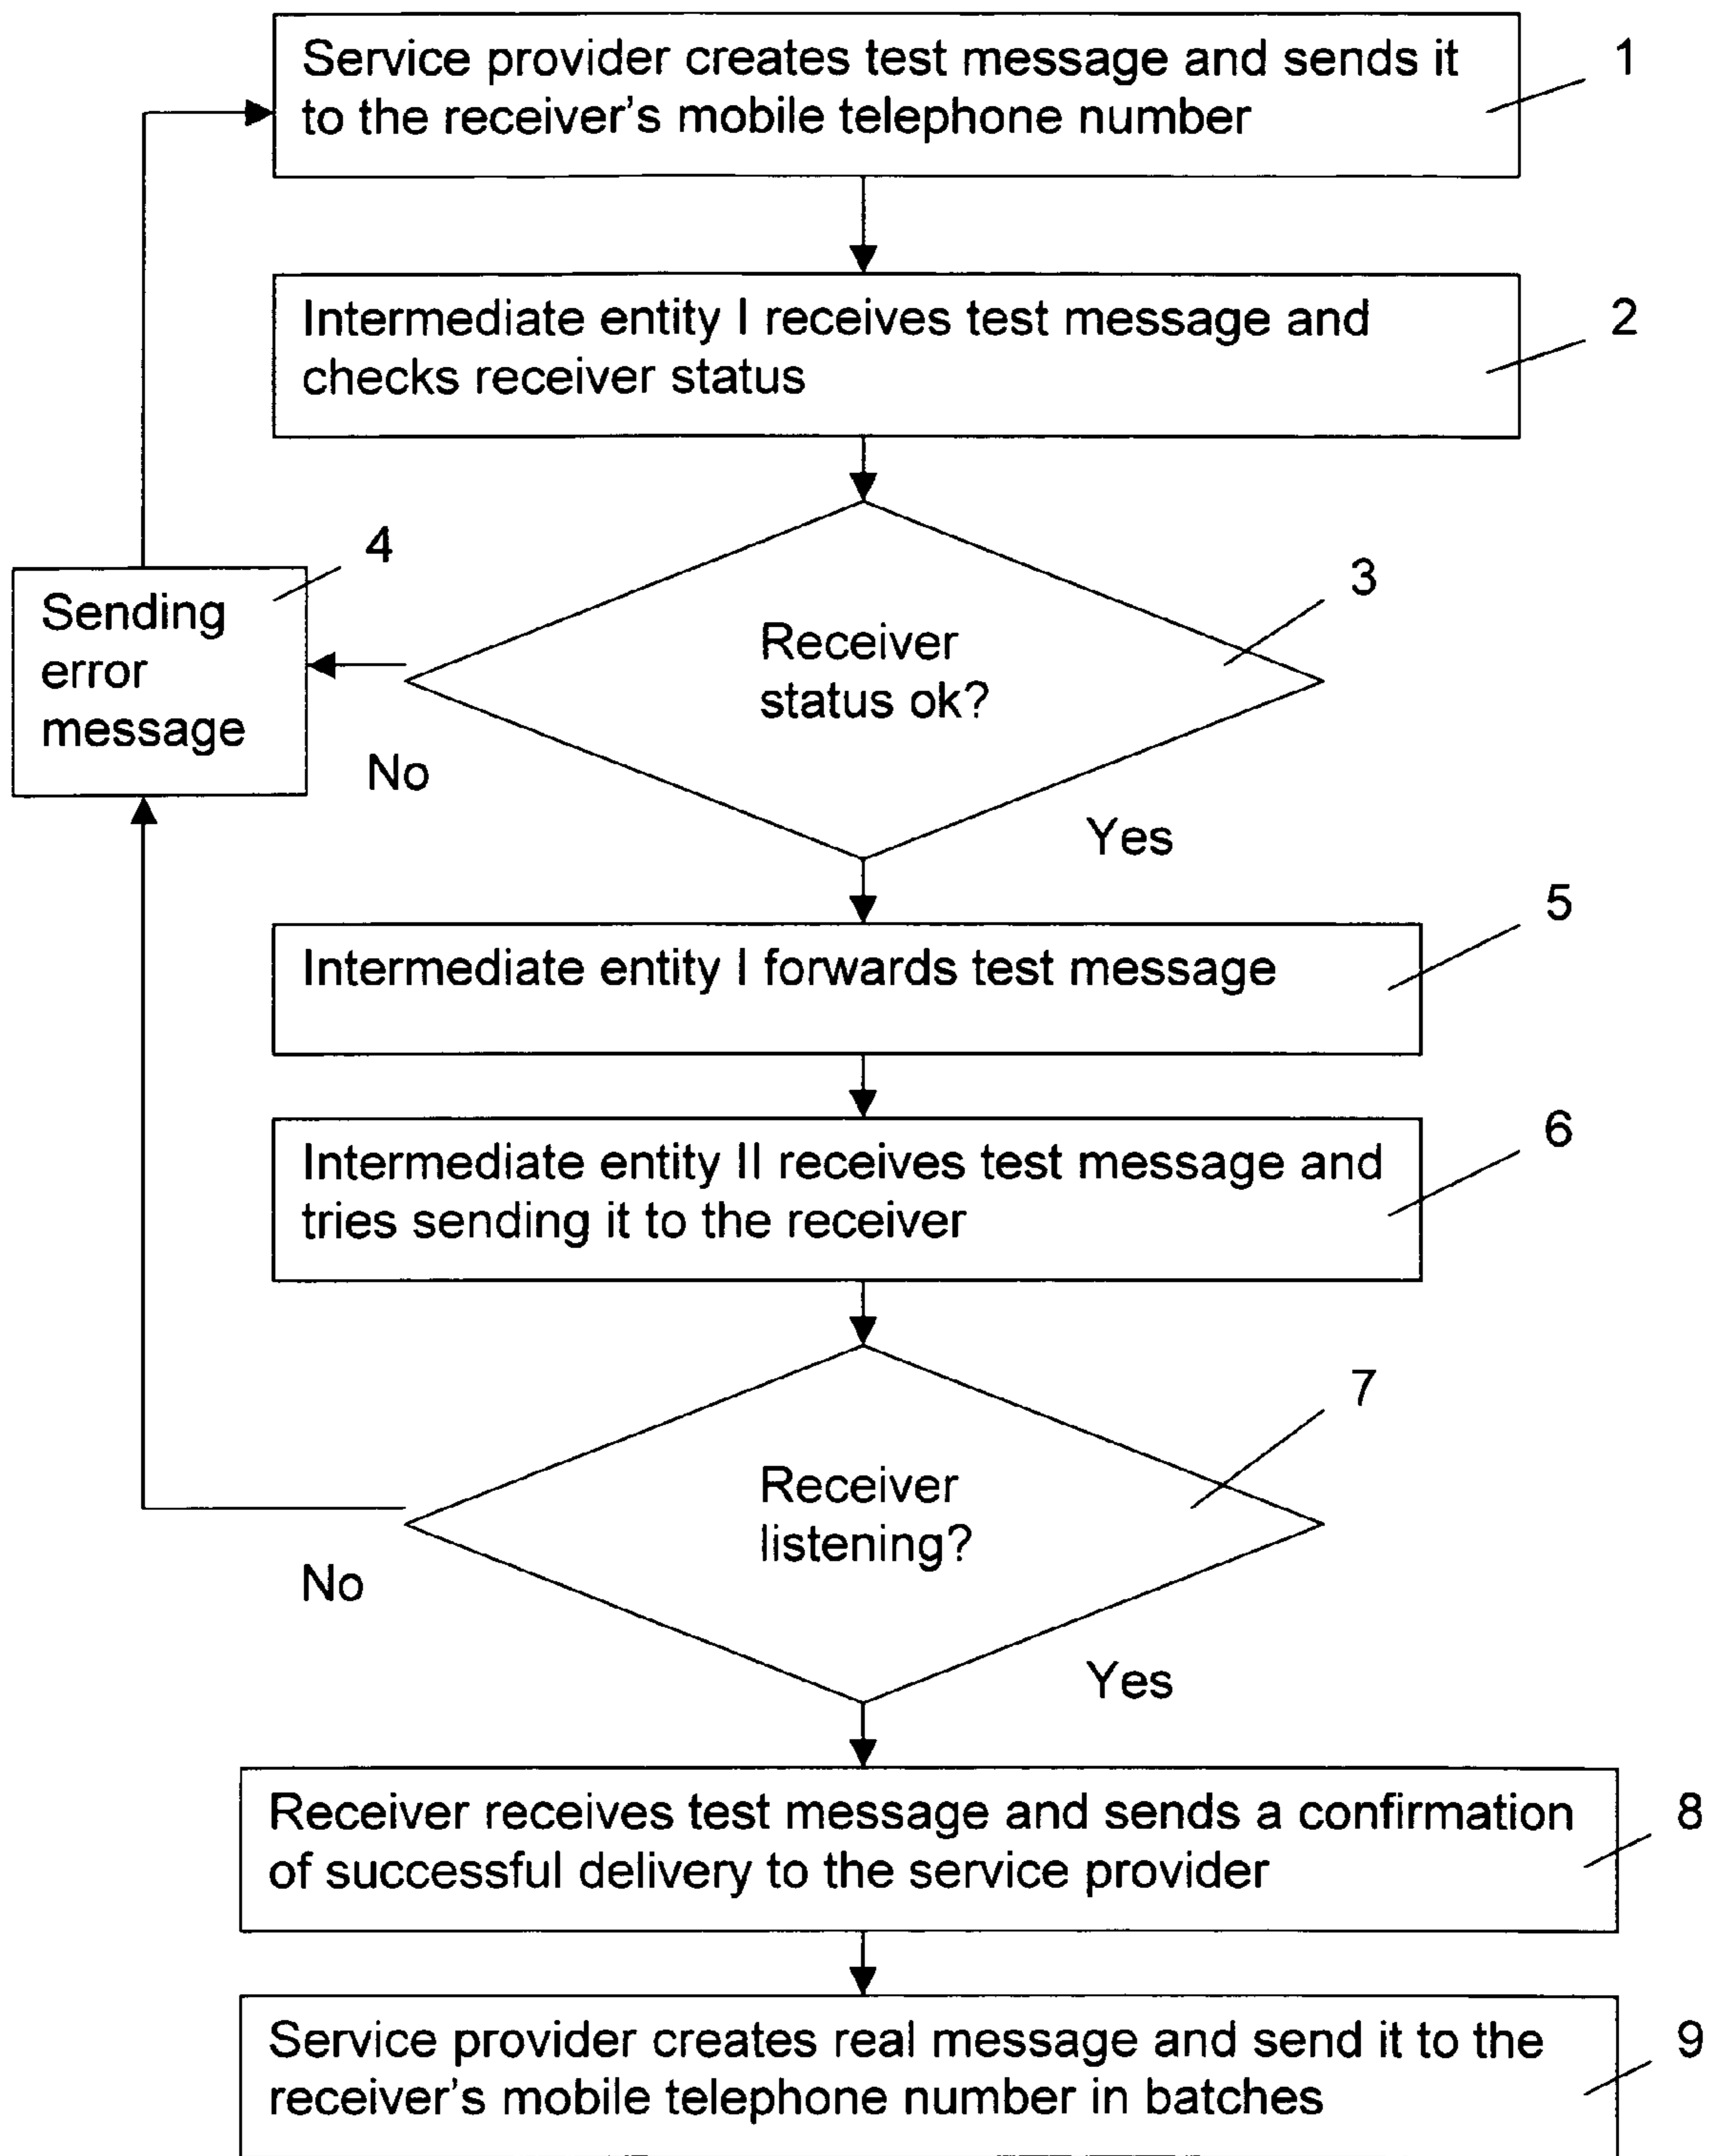 Service provider creates test message and sends it
to the receiver's mobile telephone number
1
Intermediate entity I receives test message and
checks receiver status
2
4
Sending
error
message
3
Receiver
status ok?
No
Yes
5
Intermediate entity I forwards test message
6
Intermediate entity II receives test message and
tries sending it to the receiver
7
Receiver
listening?
No
Yes
Receiver receives test message and sends a confirmation
of successful delivery to the service provider
8
Service provider creates real message and send it to the
receiver's mobile telephone number in batches
9